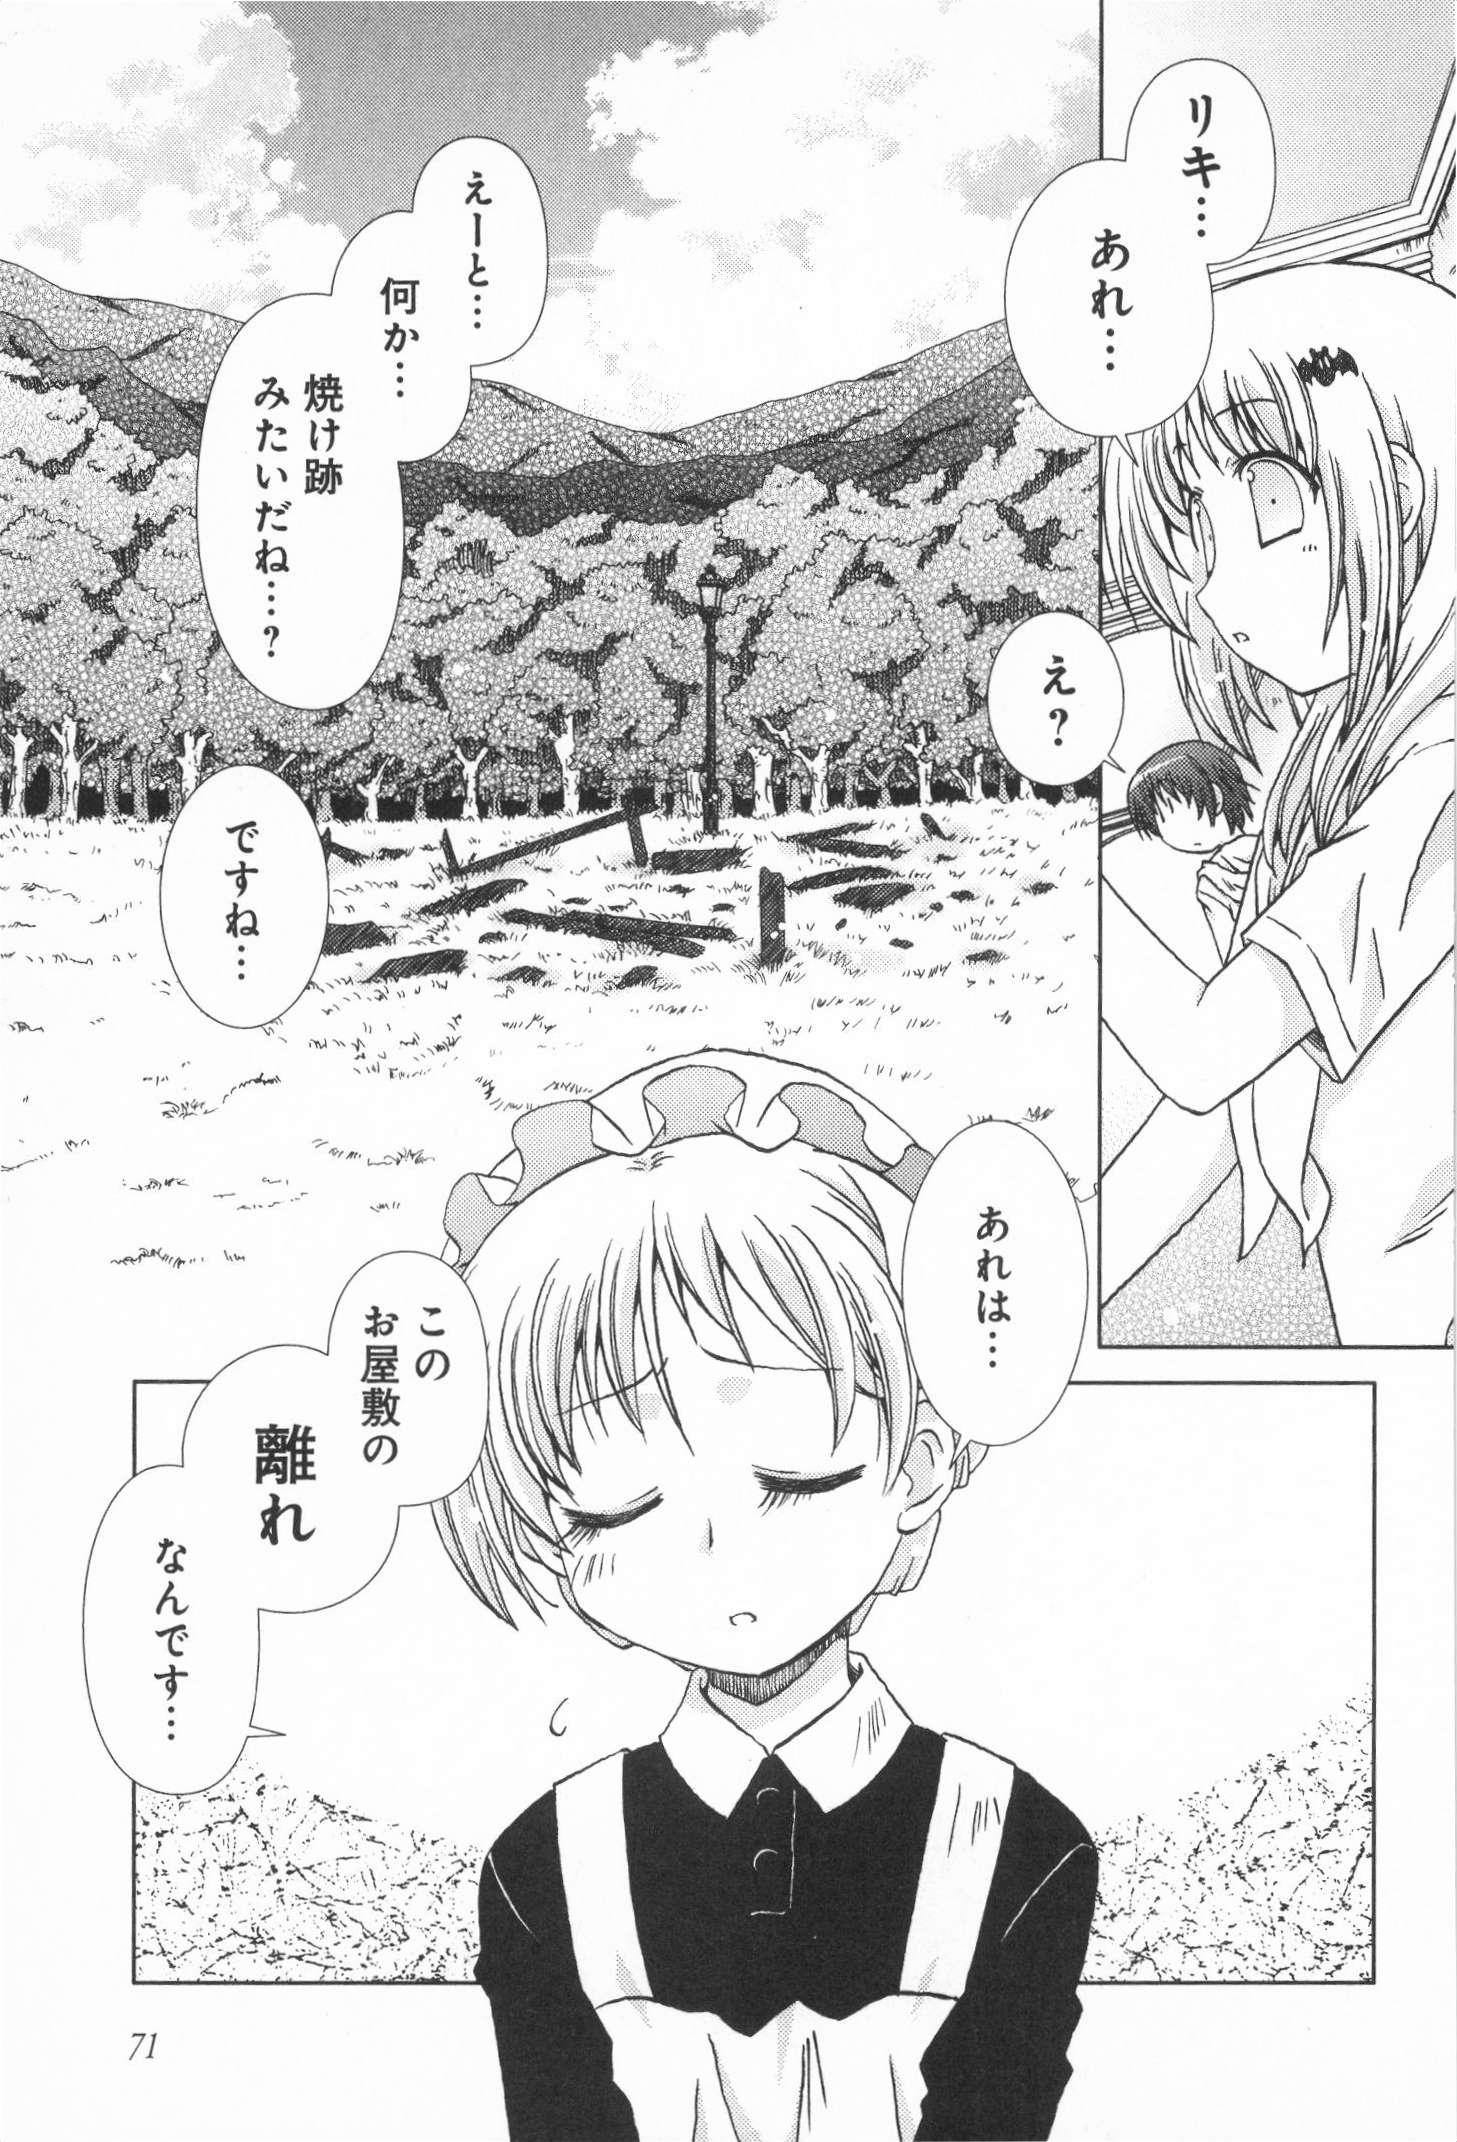 リキ…
あれ…
え？
えーと…
何か…
焼け跡
みたいだね…？
ですね…
あれは…
この
お屋敷の
離れ
なんです…
71